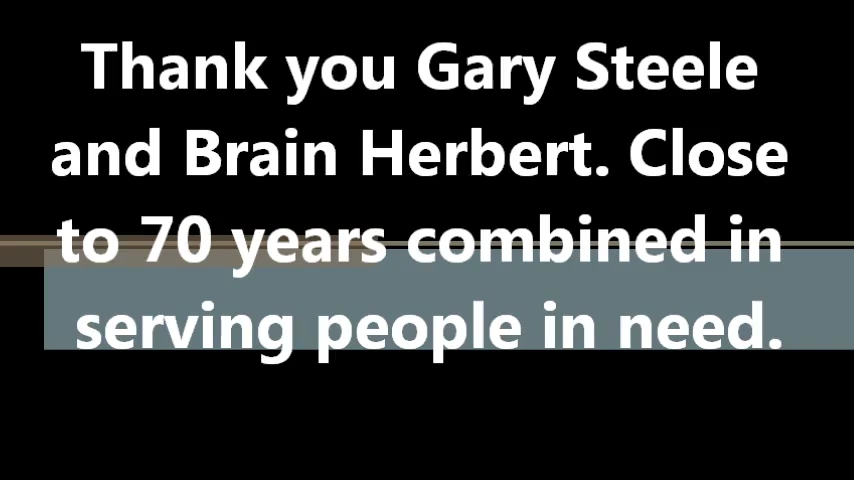 Thank you Gary Steele
and Brain Herbert. Close
to 70 years combined in
serving people in need.